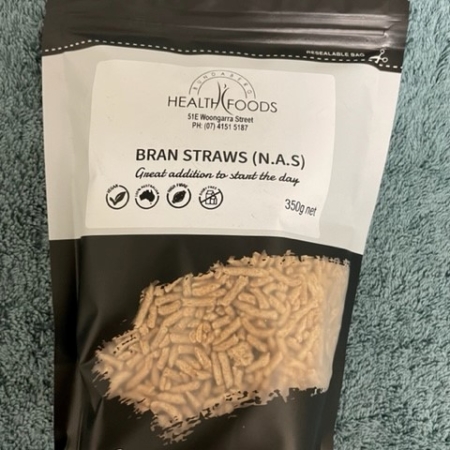 RESEALABLE BAG
BUNDABERG
HEALTH FOODS
51E Woongarra Street
PH: (07) 4151 5187
BRAN STRAWS (N.A.S)
Great addition to start the day
350g net